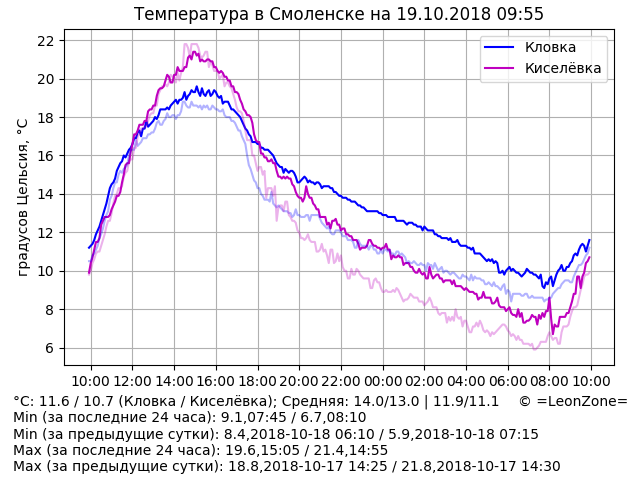 Температура в Смоленске на 19.10.2018 09:55
градусов Цельсия, °C
22
20
18
16
14
12
10
8
6
Кловка
Киселёвка
10:00 12:00 14:00 16:00 18:00 20:00 22:00 00:00 02:00 04:00 06:00 08:00 10:00
°C: 11.6 / 10.7 (Кловка / Киселёвка); Средняя: 14.0/13.0 | 11.9/11.1 © =LeonZone=
Min (за последние 24 часа): 9.1,07:45 / 6.7,08:10
Min (за предыдущие сутки): 8.4,2018-10-18 06:10 / 5.9,2018-10-18 07:15
Max (за последние 24 часа): 19.6,15:05 / 21.4,14:55
Max (за предыдущие сутки): 18.8,2018-10-17 14:25 / 21.8,2018-10-17 14:30